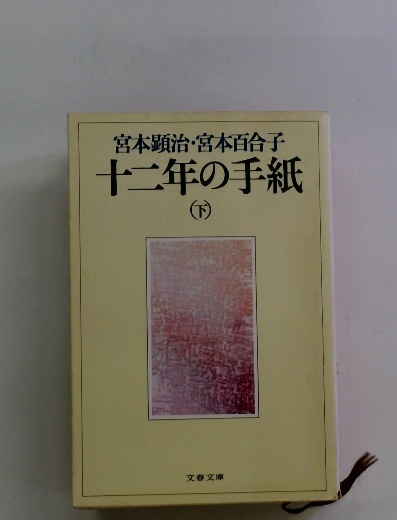 宮本顕治・宮本百合子
十二年の手紙
(下)
文春文庫